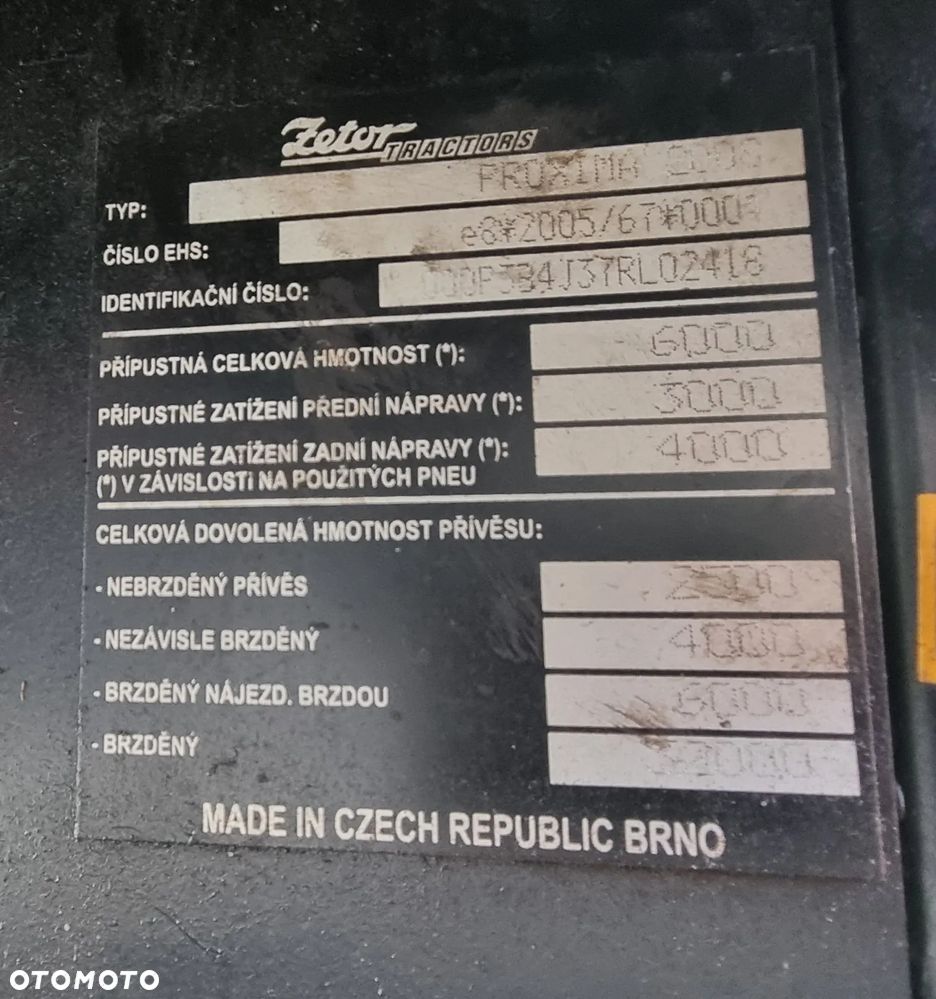 Zetor
TRACTORS
TYP: PROXIMA
ČÍSLO EHS: e8*2005/67*0001
IDENTIFIKAČNÍ ČÍSLO: 000P3B4J37RL02418
PŘÍPUSTNÁ CELKOVÁ HMOTNOST (*): 6000
PŘÍPUSTNÉ ZATÍŽENÍ PŘEDNÍ NÁPRAVY (*): 3000
PŘÍPUSTNÉ ZATÍŽENÍ ZADNÍ NÁPRAVY (*): 4000
(*) V ZÁVISLOSTI NA POUŽITÝCH PNEU
CELKOVÁ DOVOLENÁ HMOTNOST PŘÍVĚSU:
- NEBRZDĚNÝ PŘÍVĚS
- NEZÁVISLE BRZDĚNÝ 4000
- BRZDĚNÝ NÁJEZD. BRZDOU 6000
- BRZDĚNÝ
MADE IN CZECH REPUBLIC BRNO
OTOMOTO